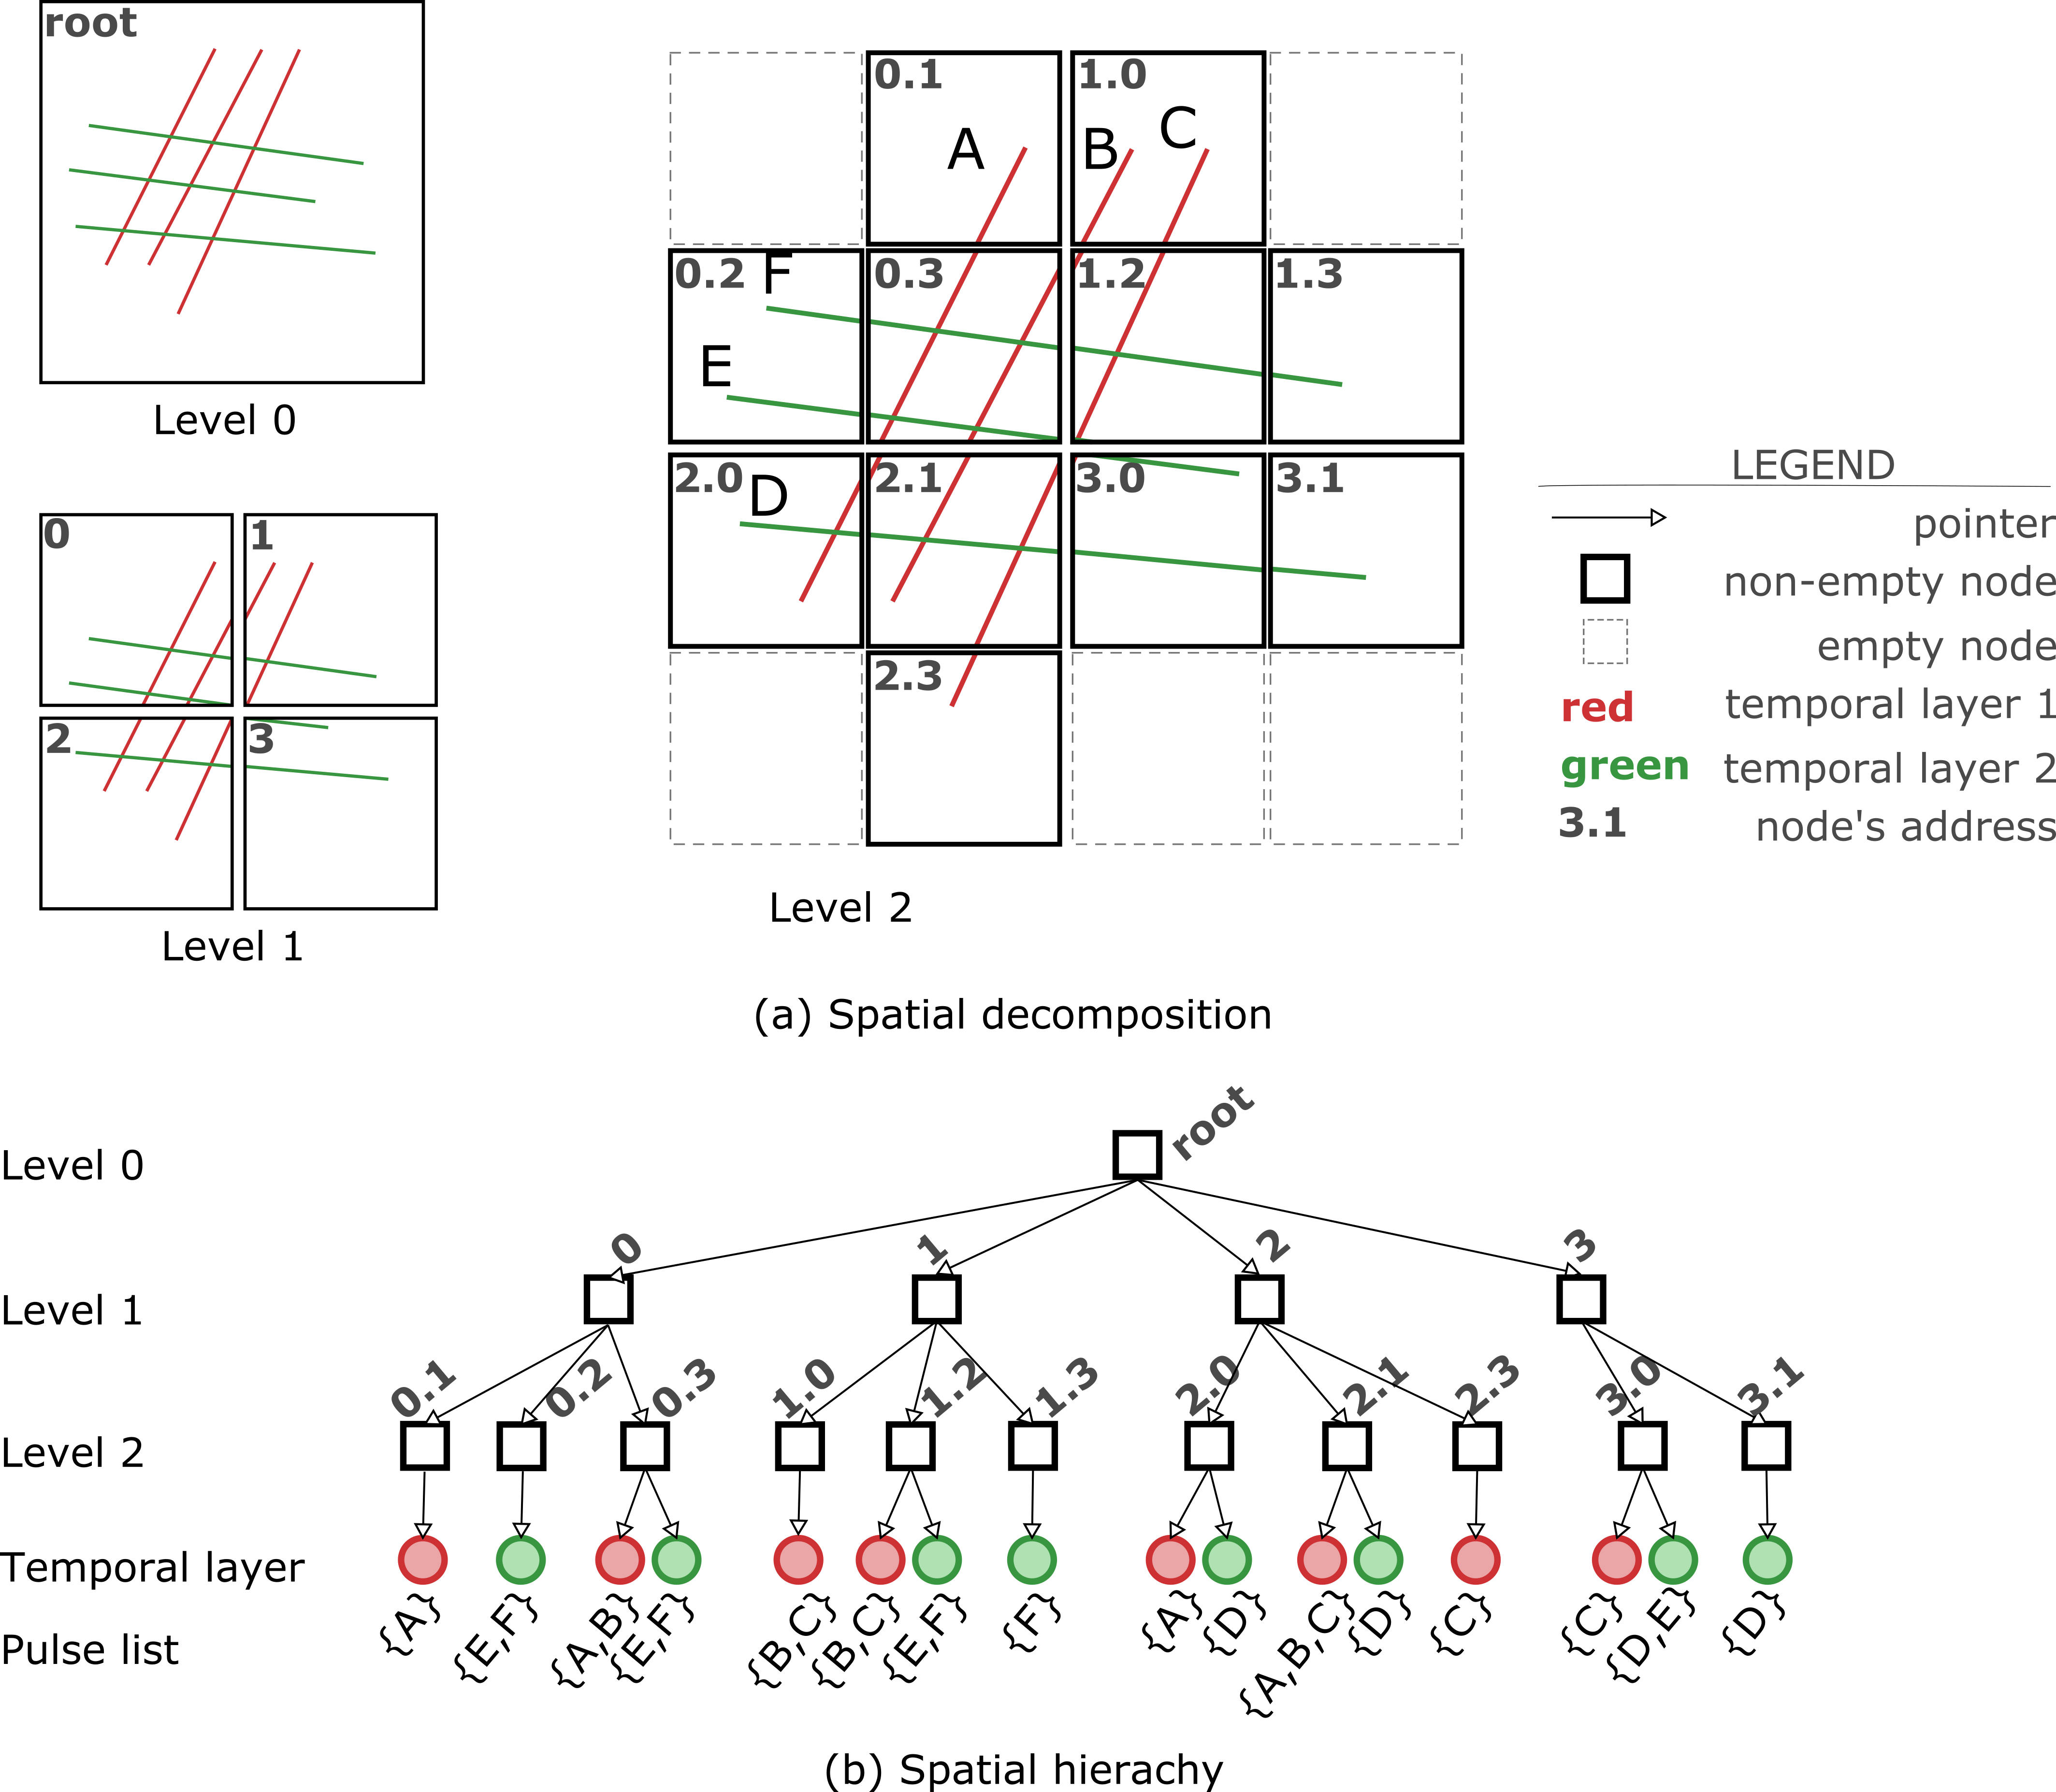 root
Level 0
0
1
2
3
Level 1
0.1
1.0
A
B
C
0.2
F
0.3
1.2
1.3
E
2.0
D
2.1
3.0
3.1
2.3
Level 2
LEGEND
pointer
non-empty node
empty node
red temporal layer 1
green temporal layer 2
3.1 node's address
(a) Spatial decomposition
root
Level 0
0 1 2 3
Level 1
0.1 0.2 0.3 1.0 1.2 1.3 2.0 2.1 2.3 3.0 3.1
Level 2
Temporal layer
{A} {E,F} {A,B} {E,F} {B,C} {B,C} {E,F} {F} {A} {D} {A,B,C} {D} {C} {C} {D,E} {D}
Pulse list
(b) Spatial hierachy